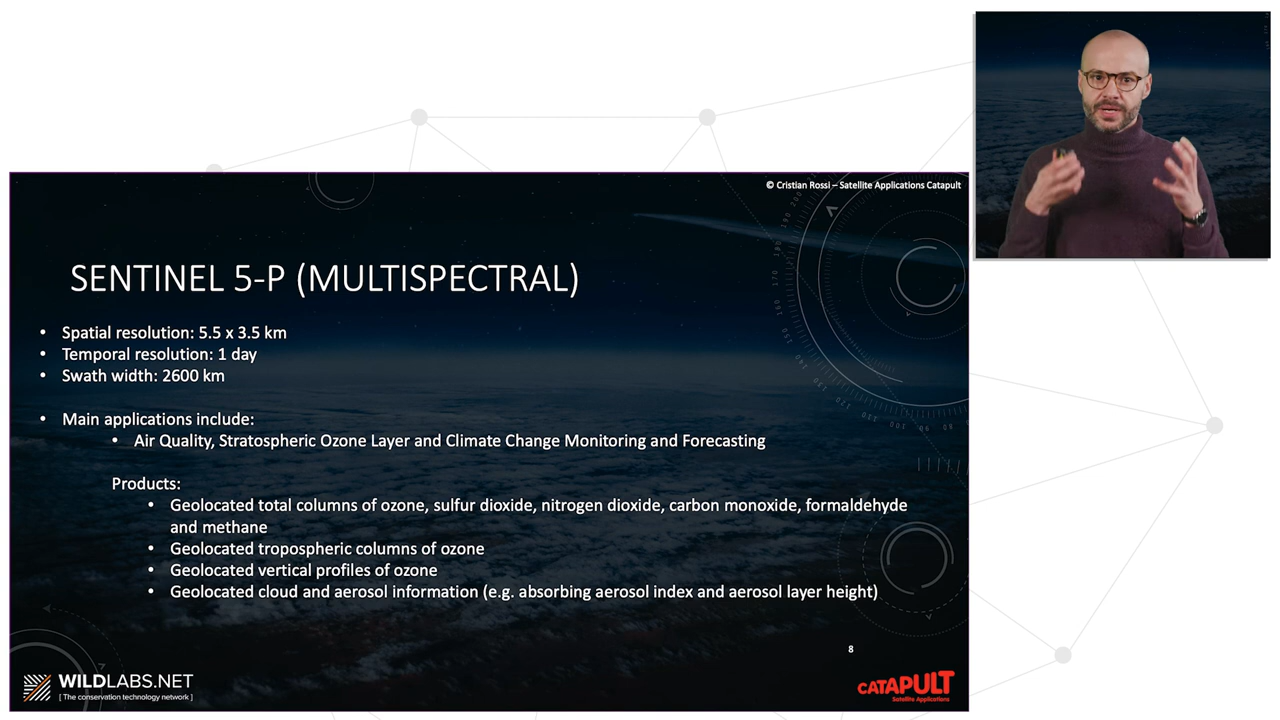 © Cristian Rossi – Satellite Applications Catapult
SENTINEL 5-P (MULTISPECTRAL)
• Spatial resolution: 5.5 x 3.5 km
• Temporal resolution: 1 day
• Swath width: 2600 km
• Main applications include:
• Air Quality, Stratospheric Ozone Layer and Climate Change Monitoring and Forecasting
Products:
• Geolocated total columns of ozone, sulfur dioxide, nitrogen dioxide, carbon monoxide, formaldehyde
and methane
• Geolocated tropospheric columns of ozone
• Geolocated vertical profiles of ozone
• Geolocated cloud and aerosol information (e.g. absorbing aerosol index and aerosol layer height)
8
WILDLABS.NET
[ The conservation technology network ]
CATAPULT
Satellite Applications